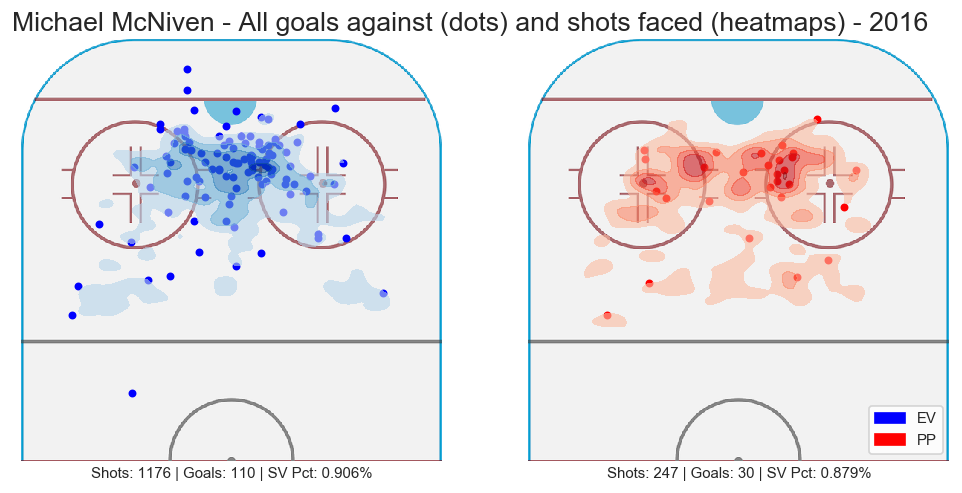 Michael McNiven - All goals against (dots) and shots faced (heatmaps) - 2016
EV
PP
Shots: 1176 | Goals: 110 | SV Pct: 0.906%
Shots: 247 | Goals: 30 | SV Pct: 0.879%